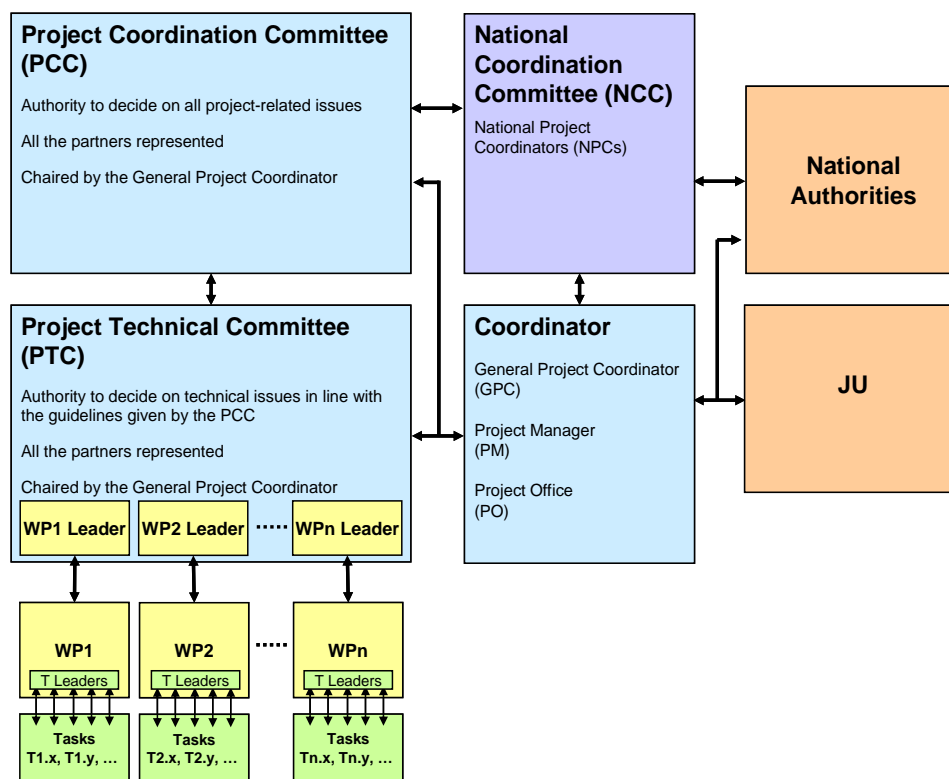 Project Coordination Committee
(PCC)
Authority to decide on all project-related issues
All the partners represented
Chaired by the General Project Coordinator
National
Coordination
Committee (NCC)
National Project
Coordinators (NPCs)
National
Authorities
Project Technical Committee
(PTC)
Authority to decide on technical issues in line with
the guidelines given by the PCC
All the partners represented
Chaired by the General Project Coordinator
Coordinator
General Project Coordinator
(GPC)
Project Manager
(PM)
Project Office
(PO)
JU
WP1 Leader
WP2 Leader
WPn Leader
WP1
WP2
WPn
T Leaders
T Leaders
T Leaders
Tasks
T1.x, T1.y, ...
Tasks
T2.x, T2.y, ...
Tasks
Tn.x, Tn.y, ...